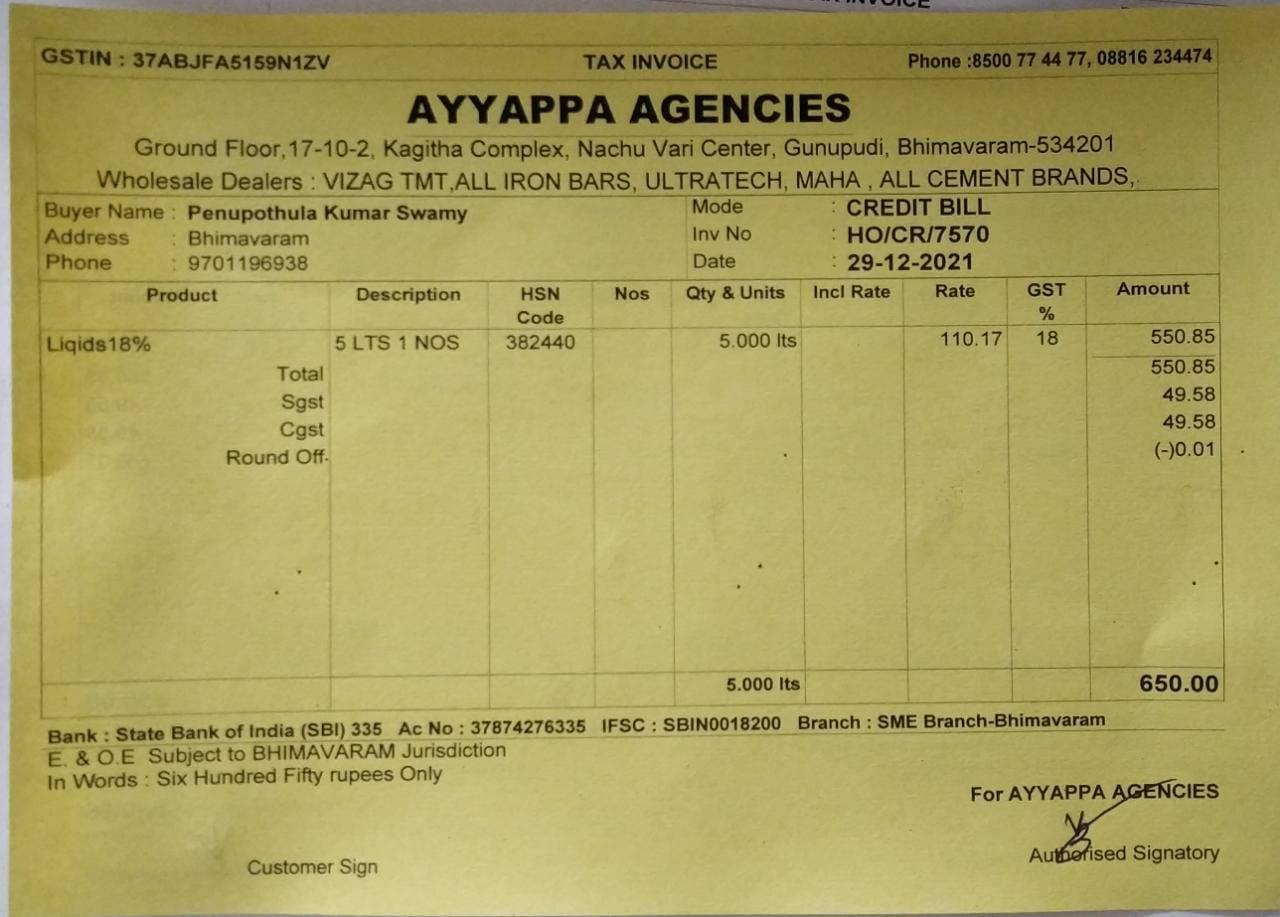 INVOICE
GSTIN : 37ABJFA5159N1ZV TAX INVOICE Phone :8500 77 44 77, 08816 234474
AYYAPPA AGENCIES
Ground Floor,17-10-2, Kagitha Complex, Nachu Vari Center, Gunupudi, Bhimavaram-534201
Wholesale Dealers : VIZAG TMT,ALL IRON BARS, ULTRATECH, MAHA , ALL CEMENT BRANDS,
Buyer Name : Penupothula Kumar Swamy Mode : CREDIT BILL
Address : Bhimavaram Inv No : HO/CR/7570
Phone : 9701196938 Date : 29-12-2021
Product Description HSN Code Nos Qty & Units Incl Rate Rate GST % Amount
Liqids18% 5 LTS 1 NOS 382440 5.000 lts 110.17 18 550.85
Total 550.85
Sgst 49.58
Cgst 49.58
Round Off (-)0.01
5.000 lts 650.00
Bank : State Bank of India (SBI) 335 Ac No : 37874276335 IFSC : SBIN0018200 Branch : SME Branch-Bhimavaram
E. & O.E Subject to BHIMAVARAM Jurisdiction
In Words : Six Hundred Fifty rupees Only
For AYYAPPA AGENCIES
Customer Sign Authorised Signatory